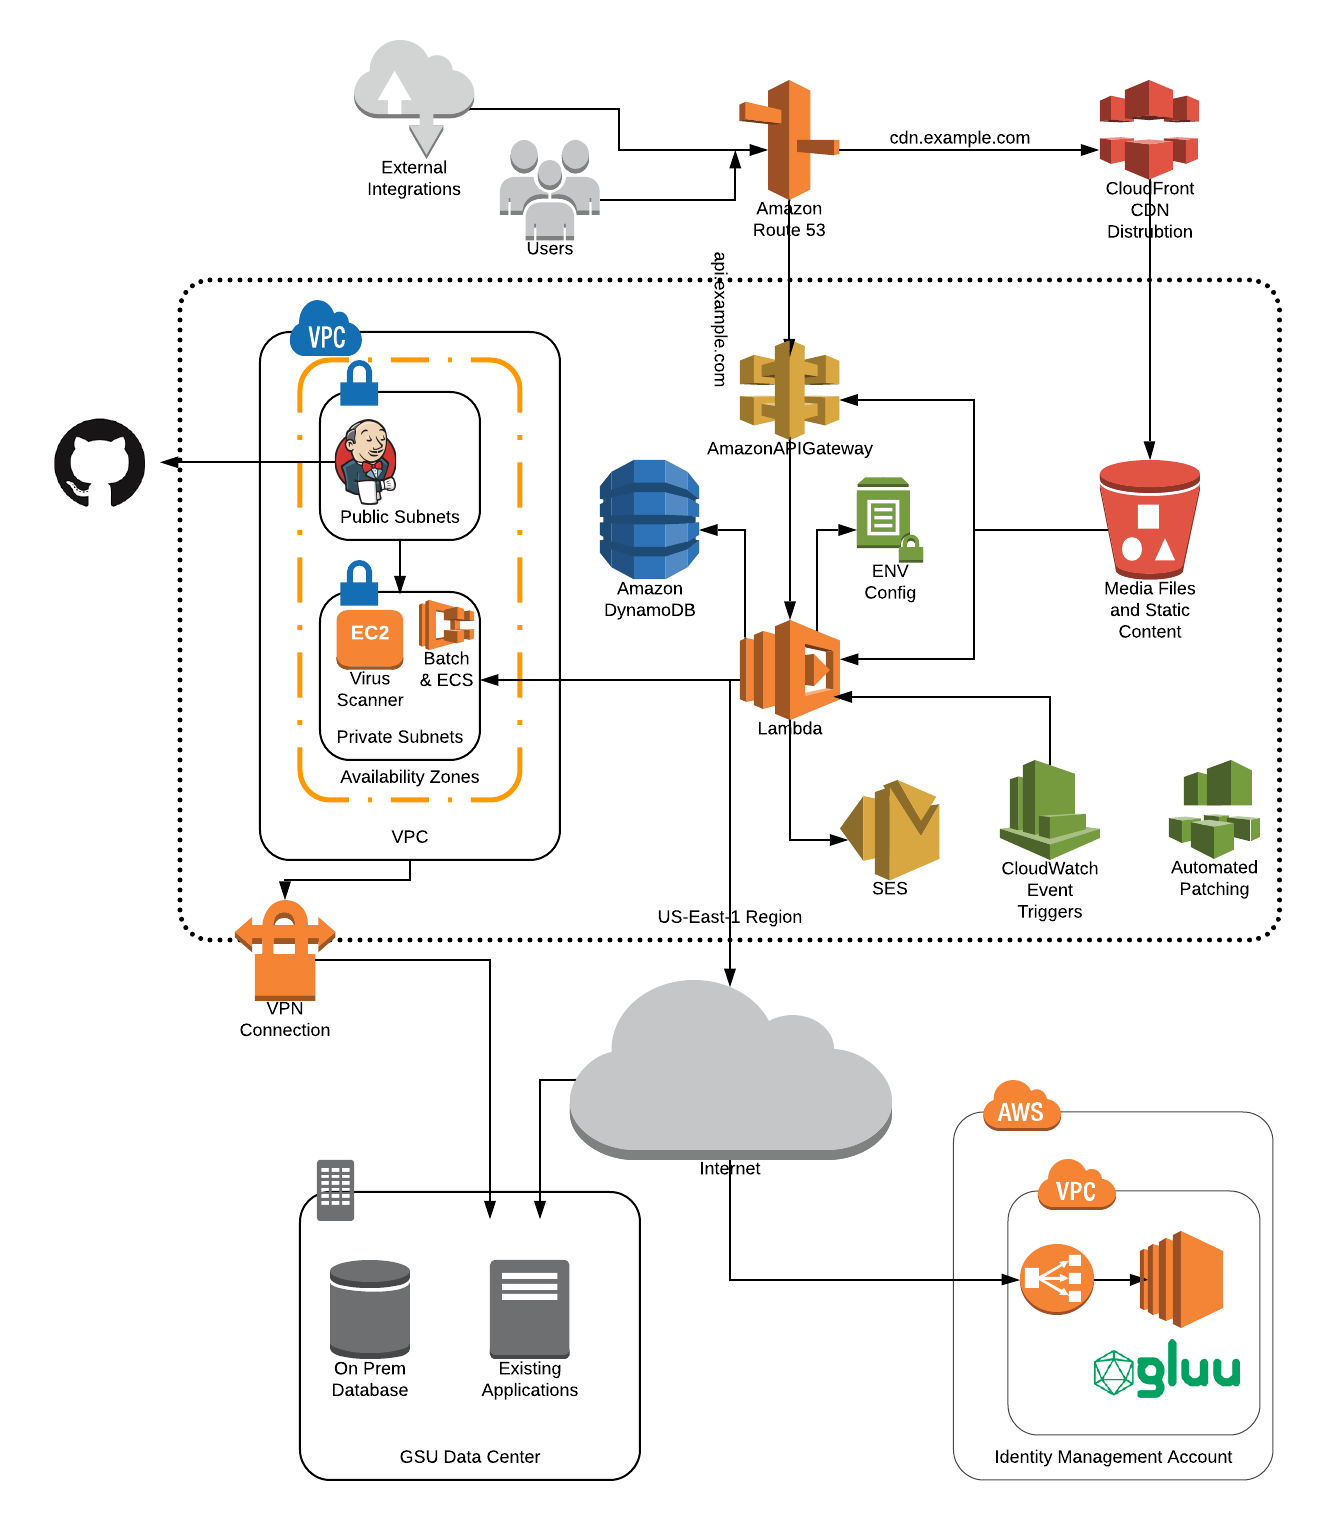 External
Integrations
Users
Amazon
Route 53
cdn.example.com
CloudFront
CDN
Distrubtion
api.example.com
VPC
AmazonAPIGateway
Public Subnets
Amazon
DynamoDB
ENV
Config
Media Files
and Static
Content
EC2
Virus
Scanner
Batch
& ECS
Private Subnets
Availability Zones
VPC
Lambda
SES
CloudWatch
Event
Triggers
Automated
Patching
US-East-1 Region
VPN
Connection
Internet
AWS
VPC
On Prem
Database
Existing
Applications
GSU Data Center
gluu
Identity Management Account